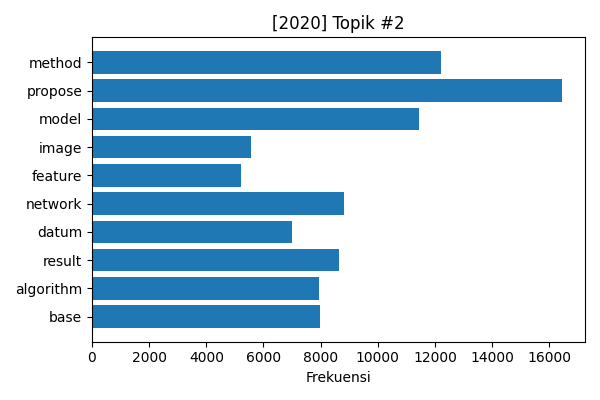 [2020] Topik #2
method
propose
model
image
feature
network
datum
result
algorithm
base
0 2000 4000 6000 8000 10000 12000 14000 16000
Frekuensi